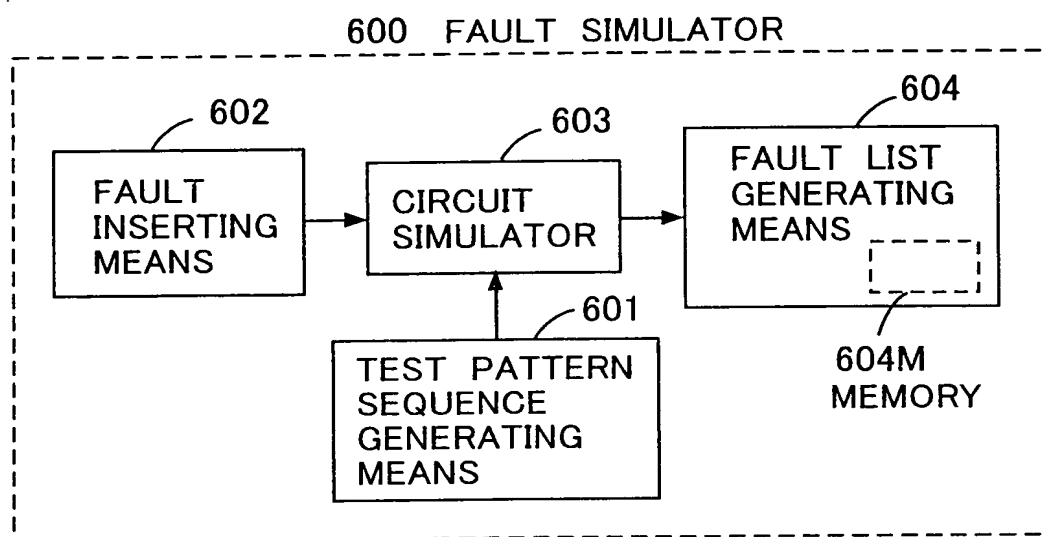 600 FAULT SIMULATOR
602
FAULT
INSERTING
MEANS
603
CIRCUIT
SIMULATOR
604
FAULT LIST
GENERATING
MEANS
604M
MEMORY
601
TEST PATTERN
SEQUENCE
GENERATING
MEANS